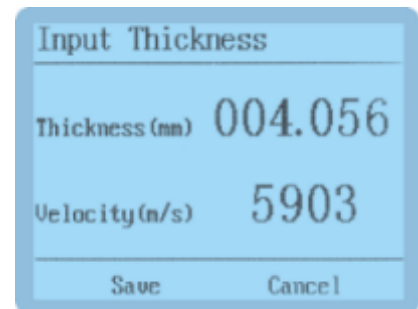 Input Thickness
Thickness(mm) 004.056
Velocity(m/s) 5903
Save Cancel